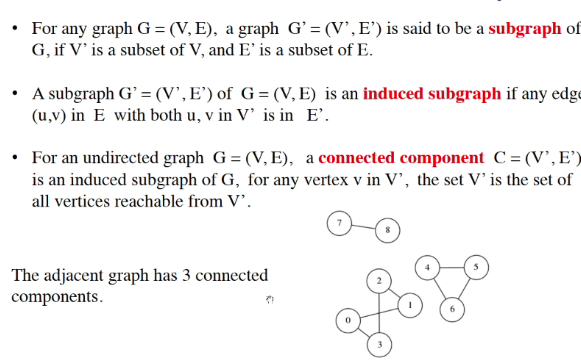 • For any graph G = (V, E), a graph G’ = (V’, E’) is said to be a subgraph of
G, if V’ is a subset of V, and E’ is a subset of E.
• A subgraph G’ = (V’, E’) of G = (V, E) is an induced subgraph if any edge
(u,v) in E with both u, v in V’ is in E’.
• For an undirected graph G = (V, E), a connected component C = (V’, E’)
is an induced subgraph of G, for any vertex v in V’, the set V’ is the set of
all vertices reachable from V’.
7
8
The adjacent graph has 3 connected
components.
4
5
2
1
6
0
3